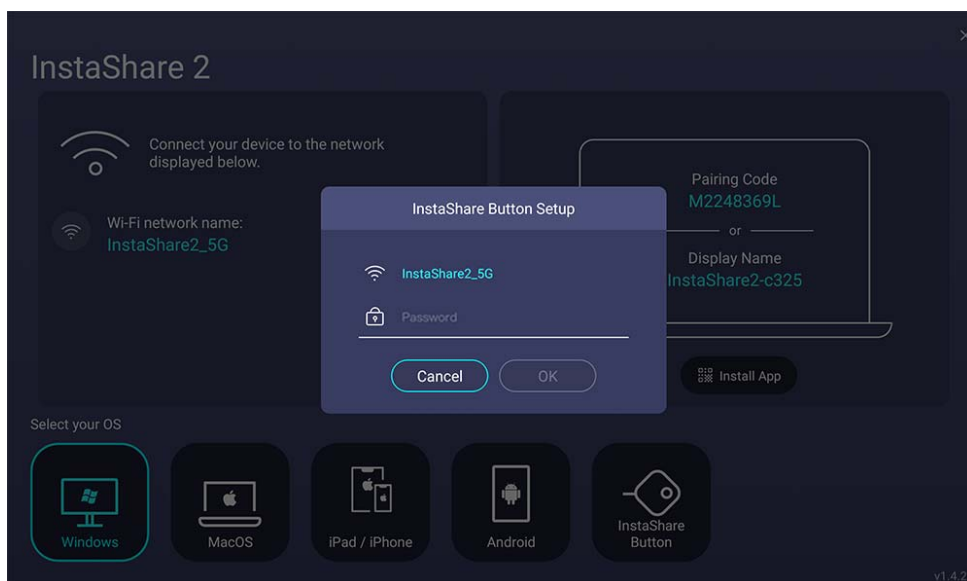 InstaShare 2
Connect your device to the network
displayed below.
Wi-Fi network name:
InstaShare2_5G
Pairing Code
M2248369L
or
Display Name
InstaShare2-c325
Install App
InstaShare Button Setup
InstaShare2_5G
Password
Cancel
OK
Select your OS
Windows
MacOS
iPad / iPhone
Android
InstaShare
Button
v1.4.2